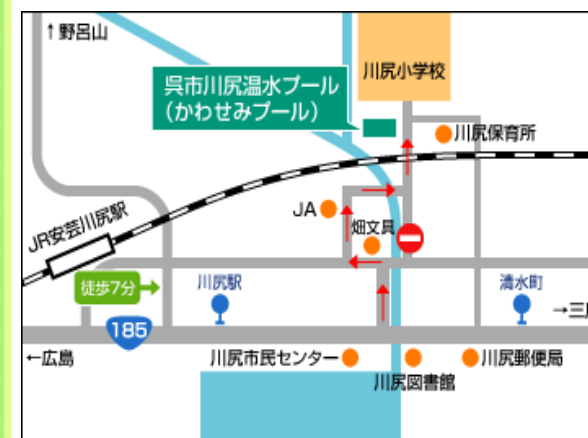 ↑野呂山
川尻小学校
呉市川尻温水プール
（かわせみプール）
川尻保育所
JR安芸川尻駅
JA
畑文具
徒歩7分
川尻駅
清水町
→三
185
←広島
川尻市民センター
川尻図書館
川尻郵便局